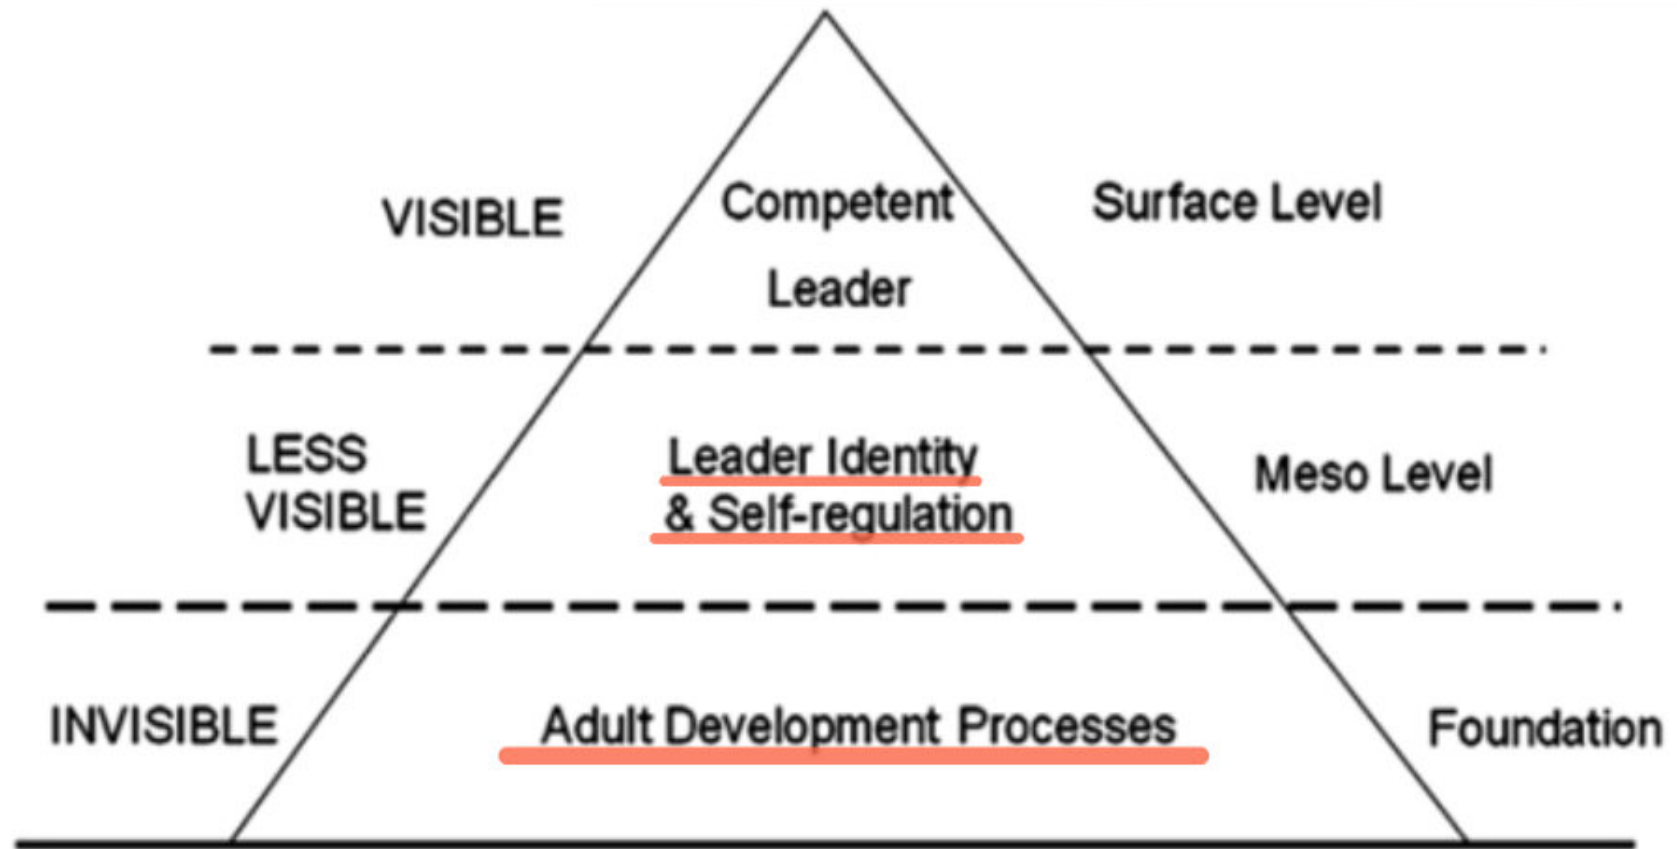 VISIBLE
Competent
Leader
Surface Level
LESS
VISIBLE
Leader Identity
& Self-regulation
Meso Level
INVISIBLE
Adult Development Processes
Foundation